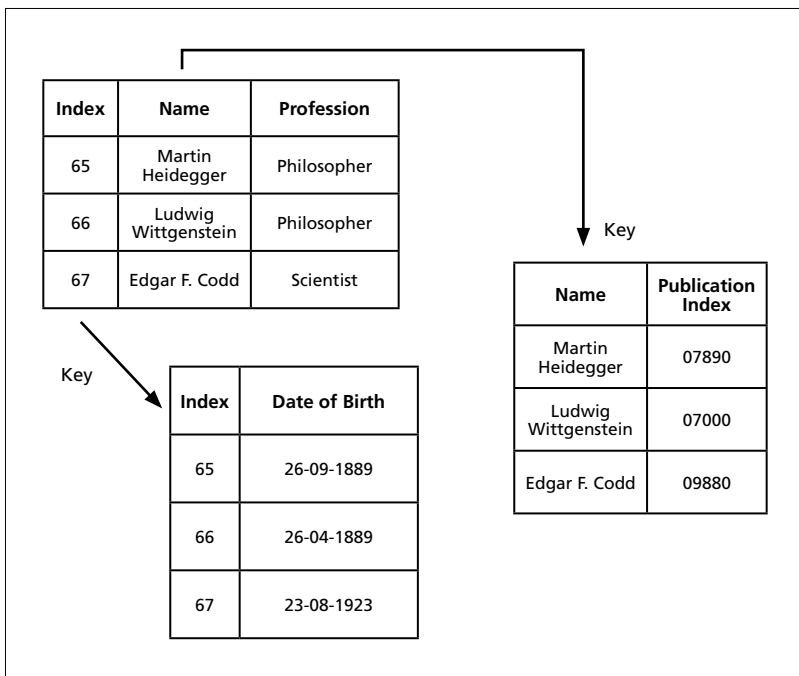 Index Name Profession
65 Martin Heidegger Philosopher
66 Ludwig Wittgenstein Philosopher
67 Edgar F. Codd Scientist
Key
Index Date of Birth
65 26-09-1889
66 26-04-1889
67 23-08-1923
Key
Name Publication Index
Martin Heidegger 07890
Ludwig Wittgenstein 07000
Edgar F. Codd 09880